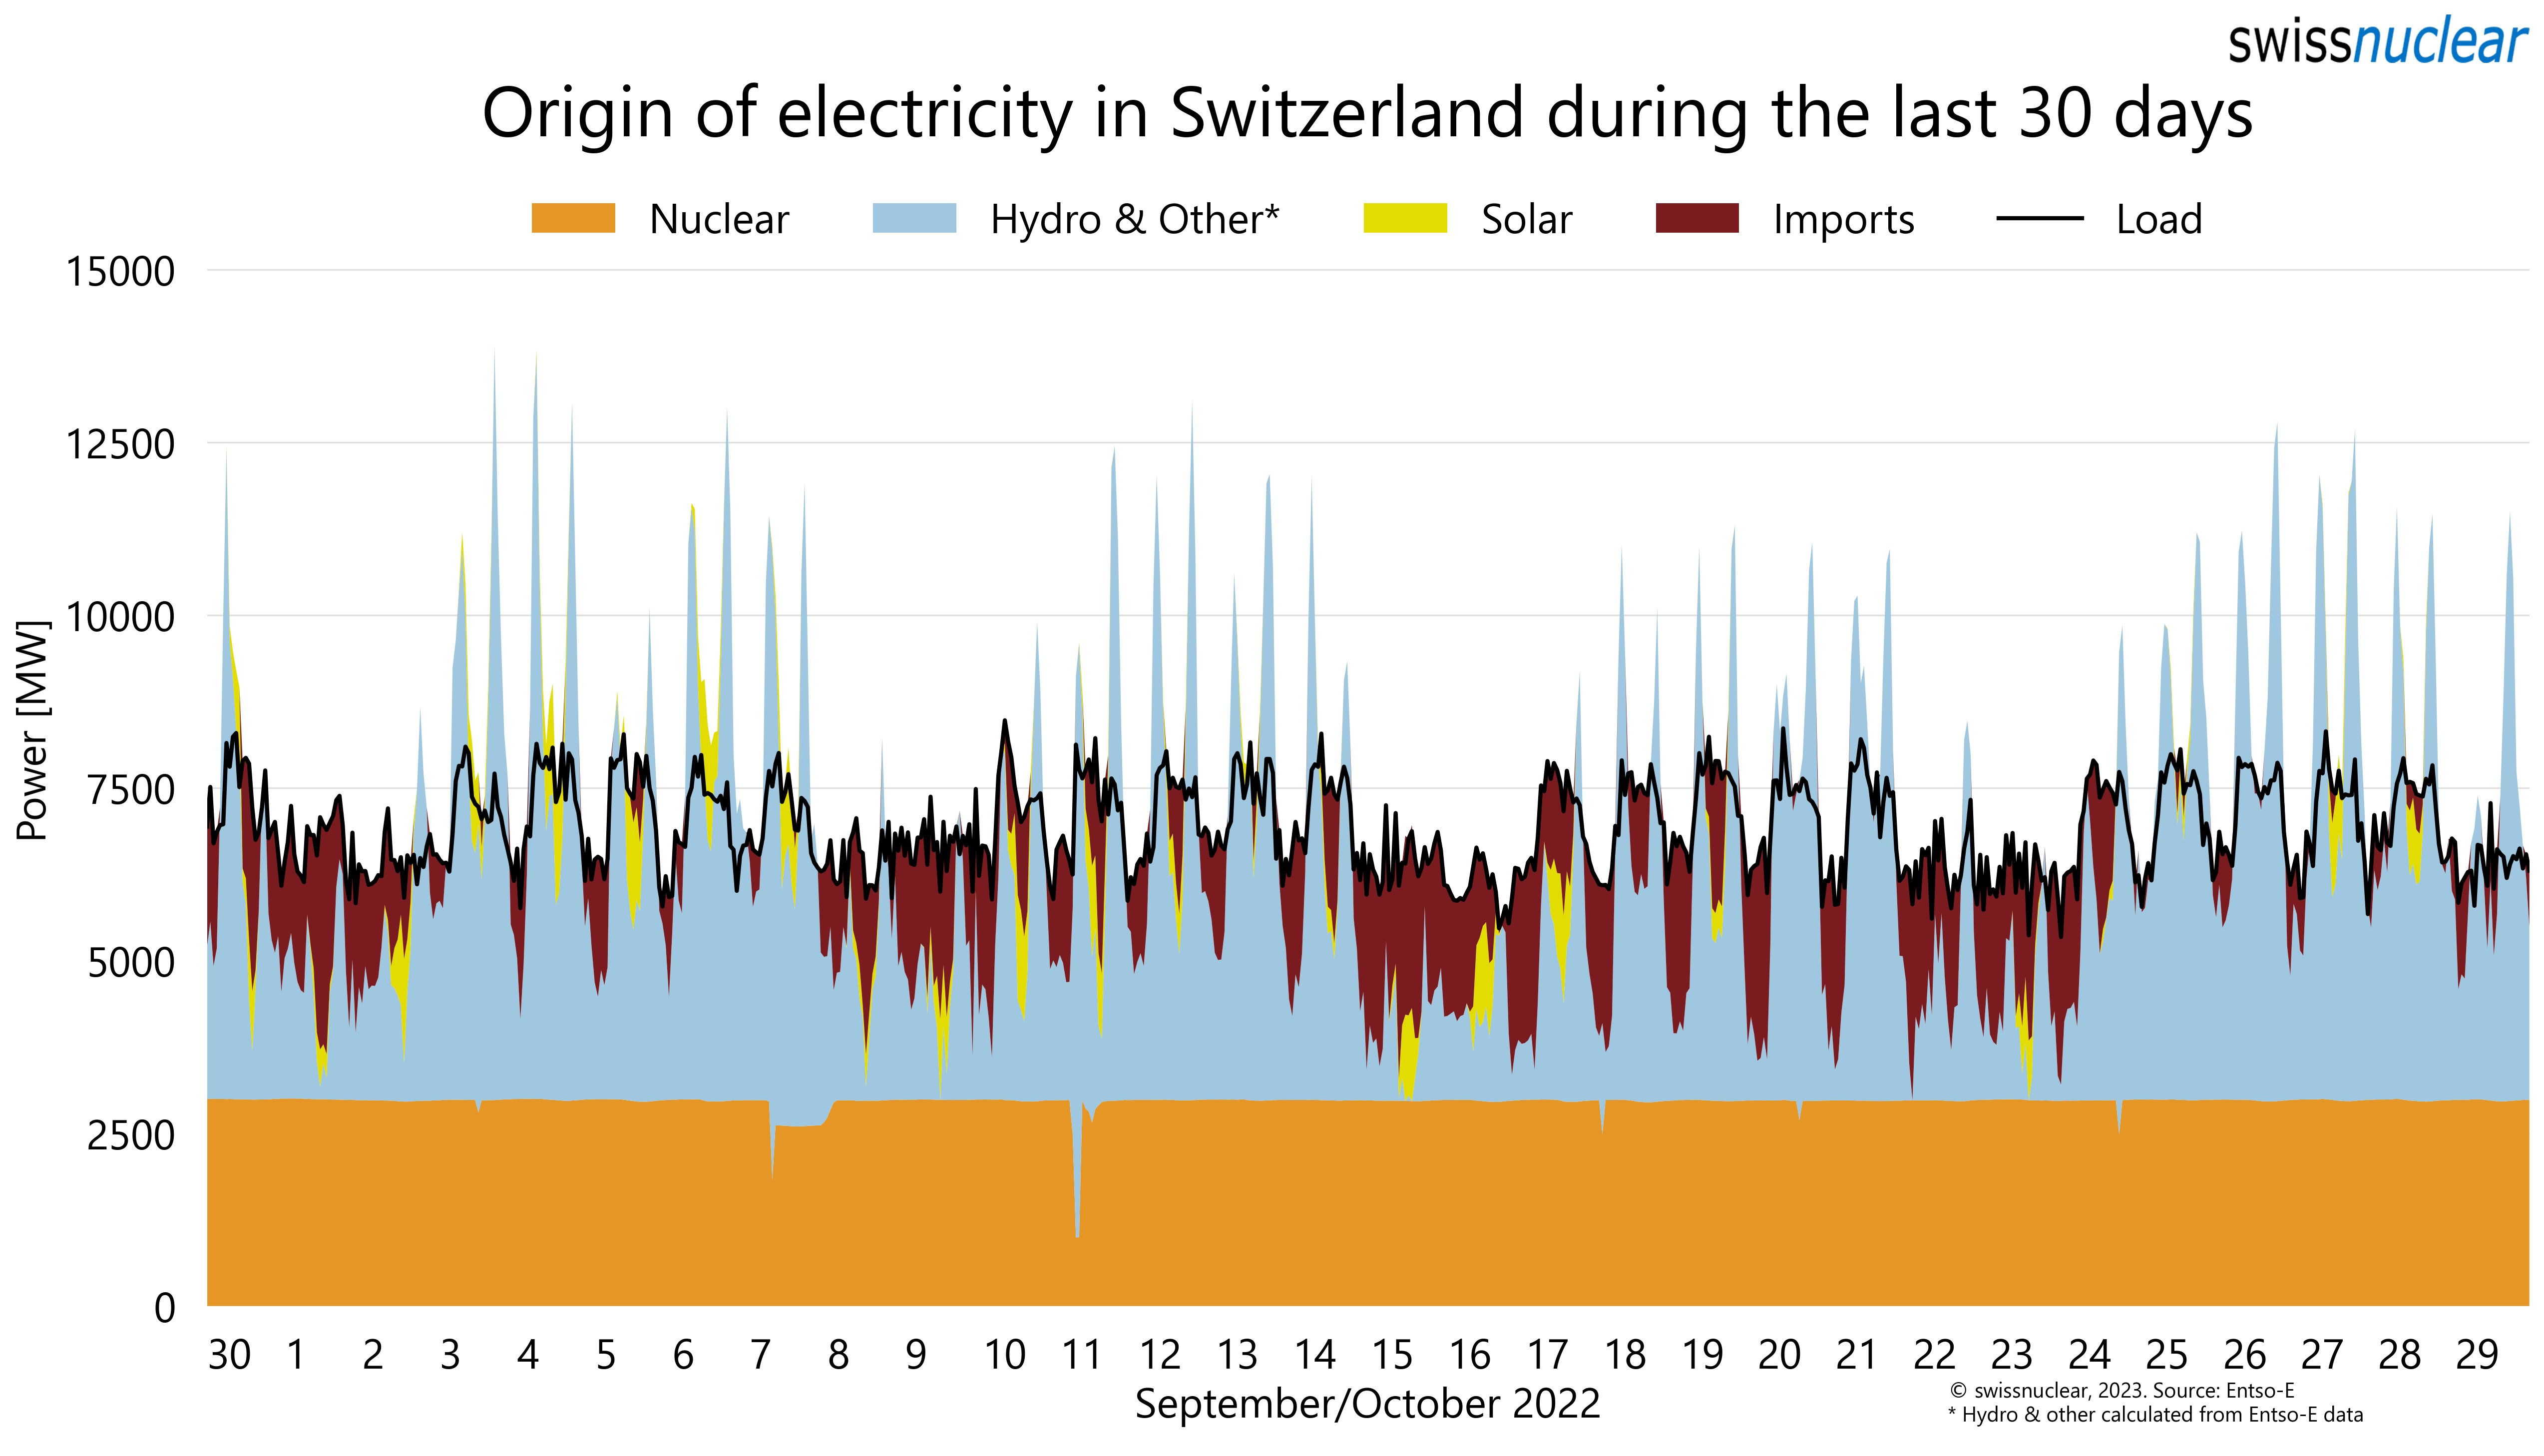 swissnuclear
Origin of electricity in Switzerland during the last 30 days
Nuclear Hydro & Other* Solar Imports Load
15000
12500
10000
7500
5000
2500
0
Power [MW]
30 1 2 3 4 5 6 7 8 9 10 11 12 13 14 15 16 17 18 19 20 21 22 23 24 25 26 27 28 29
September/October 2022
© swissnuclear, 2023. Source: Entso-E
* Hydro & other calculated from Entso-E data